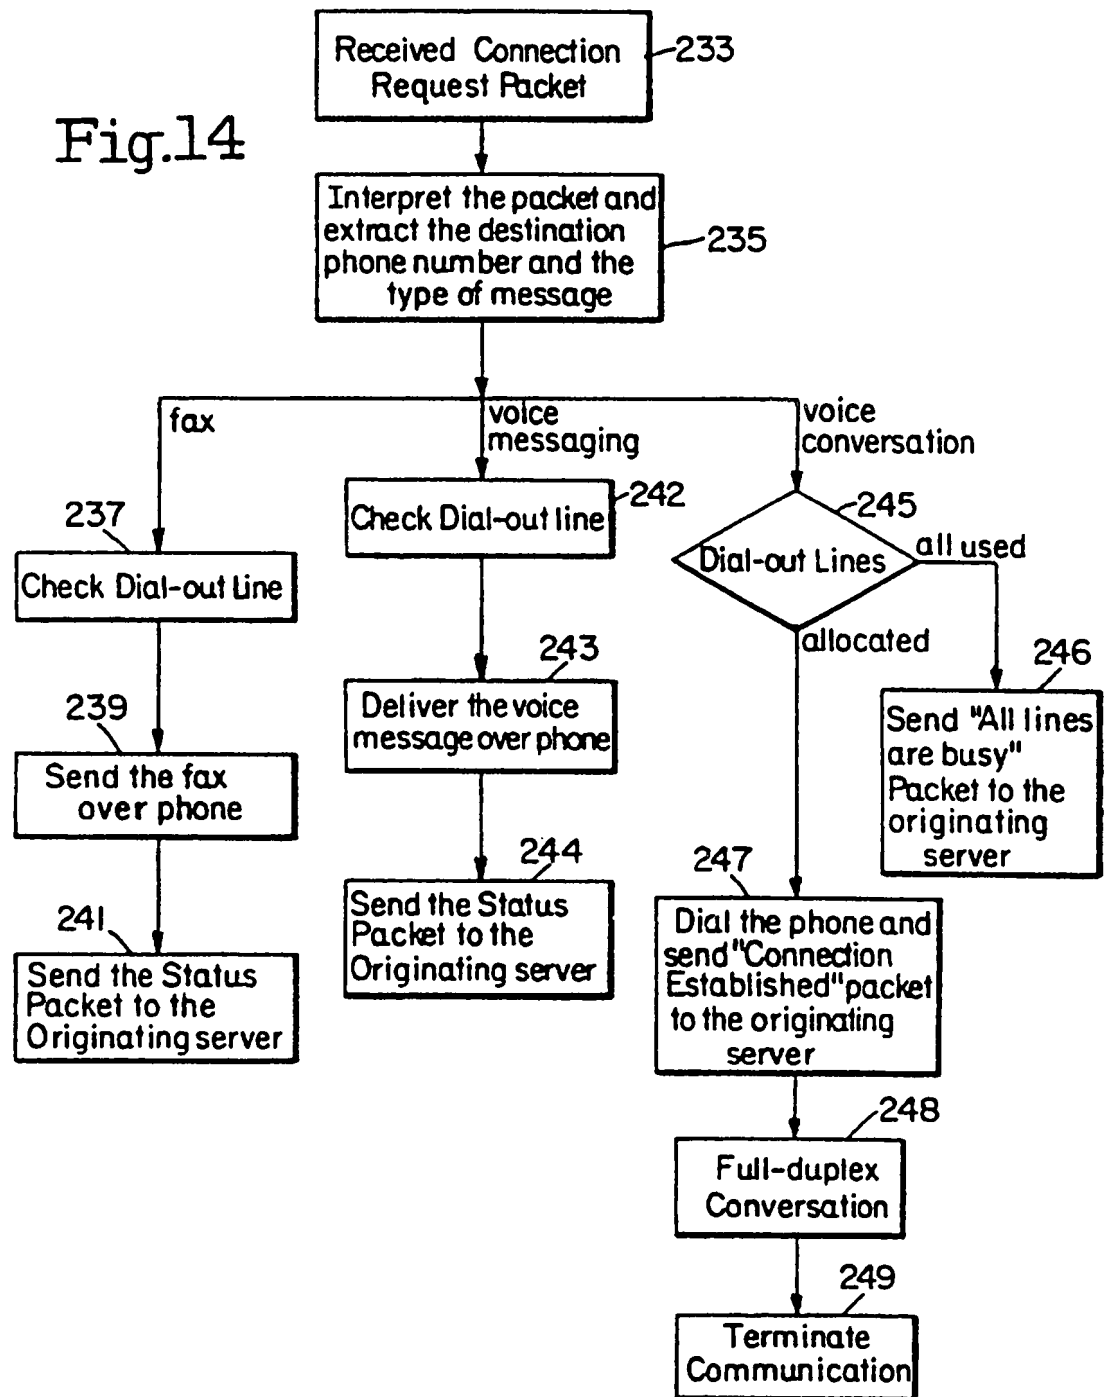 Fig.14
Received Connection
Request Packet
233
Interpret the packet and
extract the destination
phone number and the
type of message
235
fax
voice
messaging
voice
conversation
237
Check Dial-out Line
242
Check Dial-out line
245
Dial-out Lines
all used
allocated
239
Send the fax
over phone
243
Deliver the voice
message over phone
246
Send "All lines
are busy"
Packet to the
originating
server
241
Send the Status
Packet to the
Originating server
244
Send the Status
Packet to the
Originating server
247
Dial the phone and
send "Connection
Established" packet
to the originating
server
248
Full-duplex
Conversation
249
Terminate
Communication